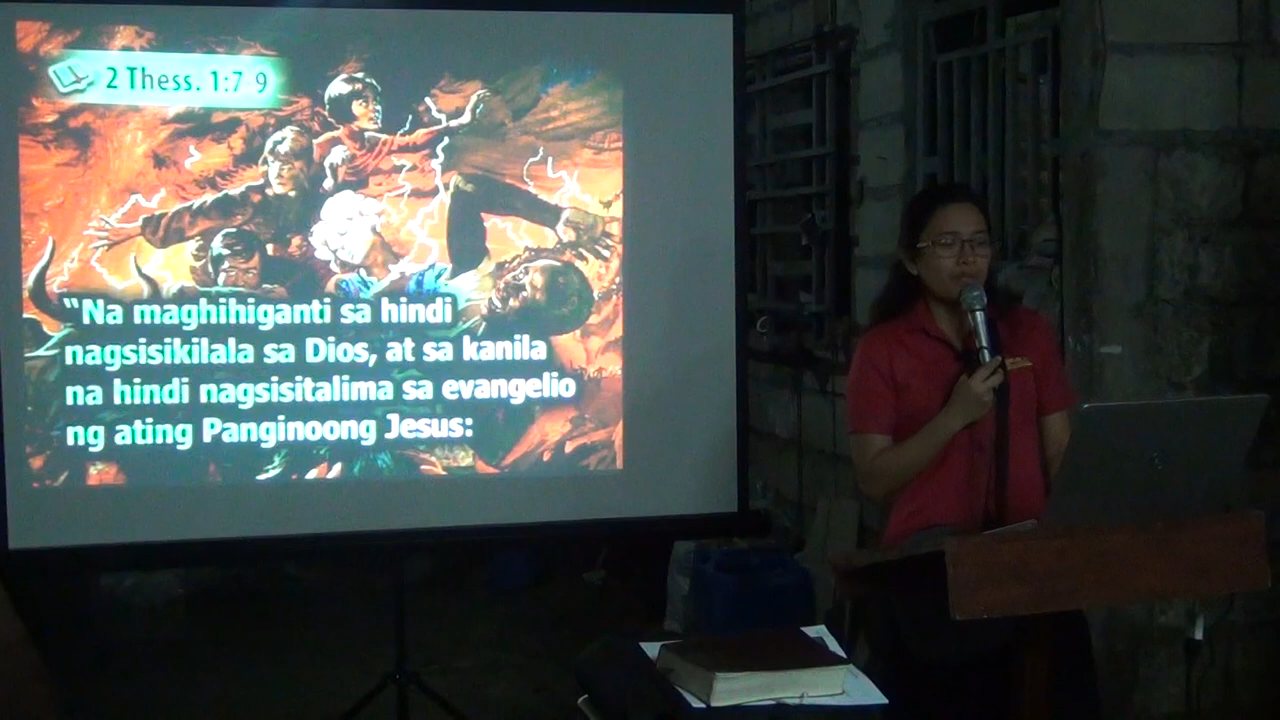 2 Thess. 1:7 9
"Na maghihiganti sa hindi
nagsisikilala sa Dios, at sa kanila
na hindi nagsisitalima sa evangelio
ng ating Panginoong Jesus: